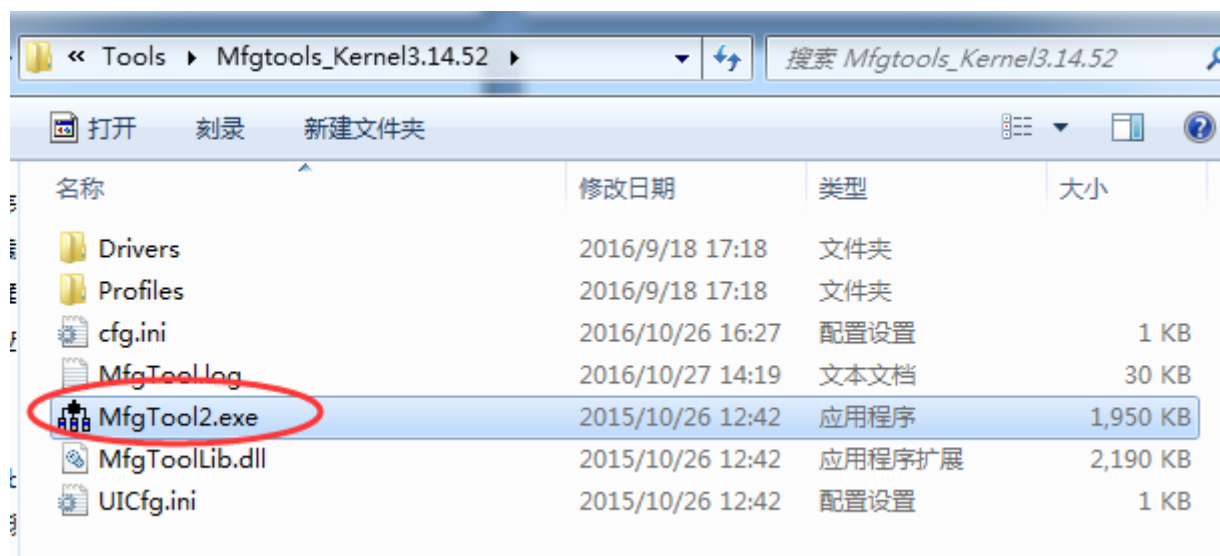 « Tools ▸ Mfgtools_Kernel3.14.52 ▸ 搜索 Mfgtools_Kernel3.14.52
打开 刻录 新建文件夹
名称 修改日期 类型 大小
Drivers 2016/9/18 17:18 文件夹
Profiles 2016/9/18 17:18 文件夹
cfg.ini 2016/10/26 16:27 配置设置 1 KB
MfgTool.log 2016/10/27 14:19 文本文档 30 KB
MfgTool2.exe 2015/10/26 12:42 应用程序 1,950 KB
MfgToolLib.dll 2015/10/26 12:42 应用程序扩展 2,190 KB
UICfg.ini 2015/10/26 12:42 配置设置 1 KB